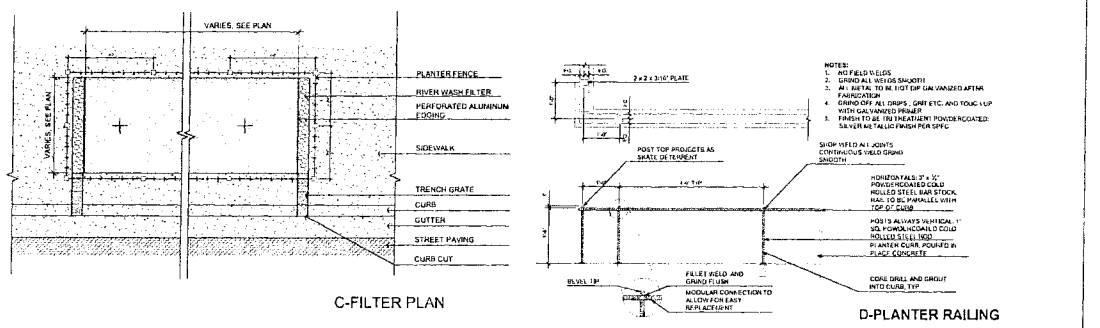 VARIES, SEE PLAN
VARIES, SEE PLAN
PLANTER FENCE
RIVER WASH FILTER
PERFORATED ALUMINUM
EDGING
SIDEWALK
TRENCH GRATE
CURB
GUTTER
STREET PAVING
CURB CUT
C-FILTER PLAN
2 x 2 x 3/16" PLATE
NOTES:
1. NO FIELD WELDS
2. GRIND ALL WELDS SMOOTH
3. ALL METAL TO BE HOT DIP GALVANIZED AFTER
FABRICATION
4. GRIND OFF ALL DRIPS, GRIT ETC. AND TOUCH UP
WITH GALVANIZED PRIMER
5. FINISH TO BE TRI TREATMENT POWDERCOATED:
SILVER METALLIC FINISH PER SPEC
POST TOP PROJECTS AS
SKATE DETERRENT
SHOP WELD ALL JOINTS
CONTINUOUS WELD GRIND
SMOOTH
HORIZONTALS: 3" x ½"
POWDERCOATED COLD
ROLLED STEEL BAR STOCK.
RAIL TO BE PARALLEL WITH
TOP OF CURB
POSTS ALWAYS VERTICAL: 1"
SQ. POWDERCOATED COLD
ROLLED STEEL ROD
PLANTER CURB, POURED IN
PLACE CONCRETE
CORE DRILL AND GROUT
INTO CURB, TYP
BEVEL TIP
FILLET WELD AND
GRIND FLUSH
MODULAR CONNECTION TO
ALLOW FOR EASY
REPLACEMENT
D-PLANTER RAILING